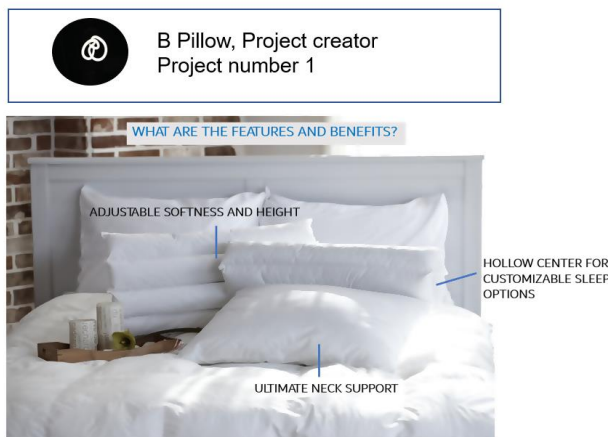 B Pillow, Project creator
Project number 1
WHAT ARE THE FEATURES AND BENEFITS?
ADJUSTABLE SOFTNESS AND HEIGHT
HOLLOW CENTER FOR
CUSTOMIZABLE SLEEP
OPTIONS
ULTIMATE NECK SUPPORT